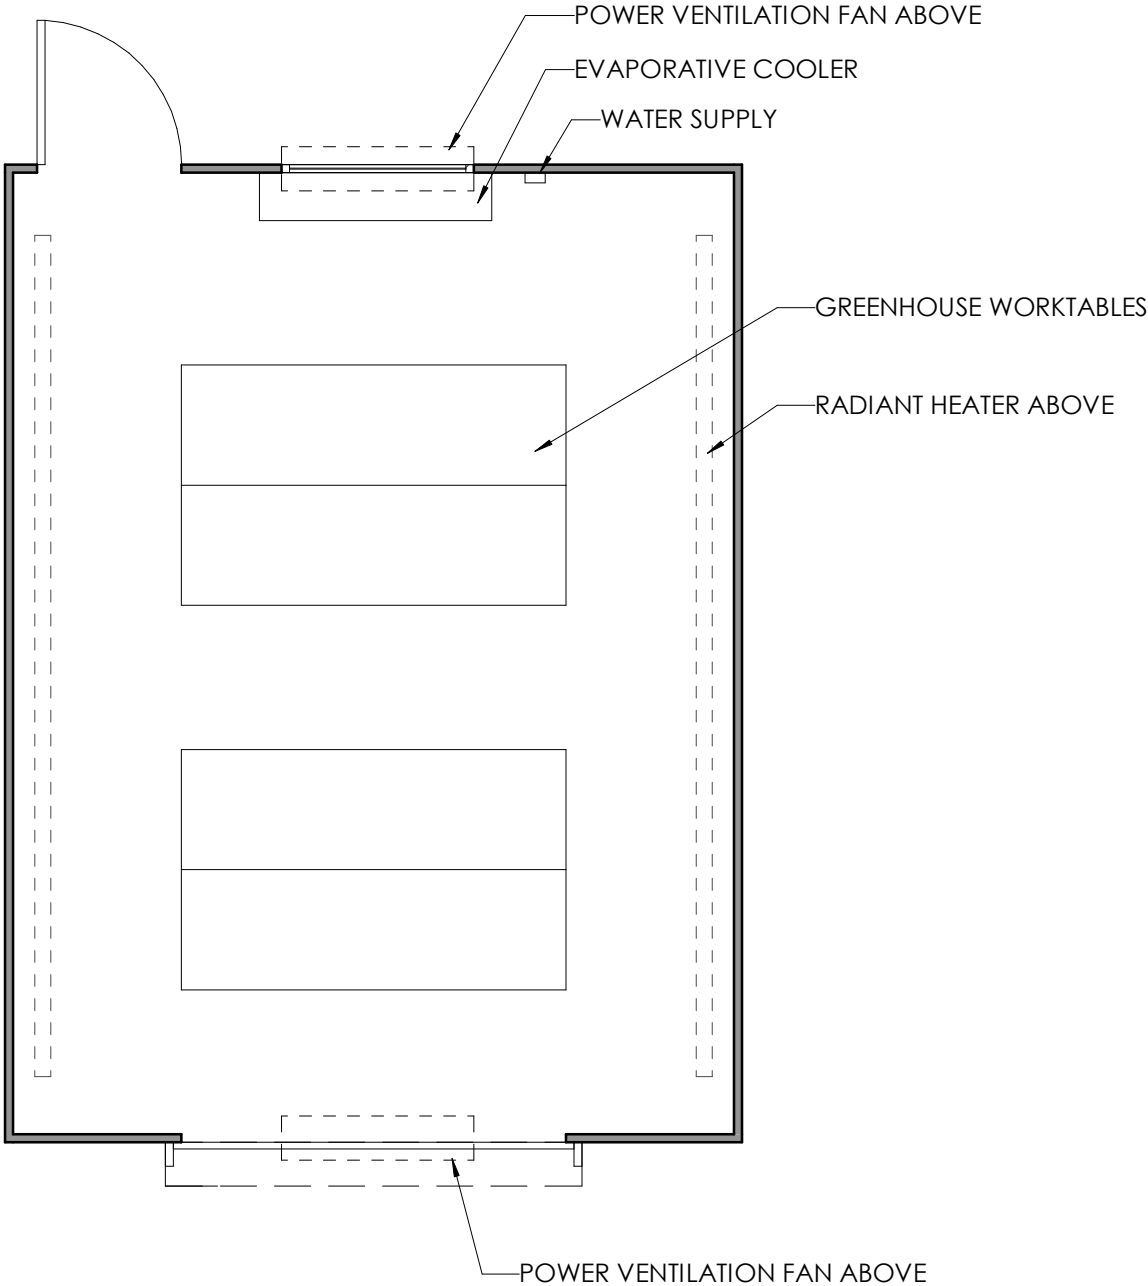 POWER VENTILATION FAN ABOVE
EVAPORATIVE COOLER
WATER SUPPLY
GREENHOUSE WORKTABLES
RADIANT HEATER ABOVE
POWER VENTILATION FAN ABOVE